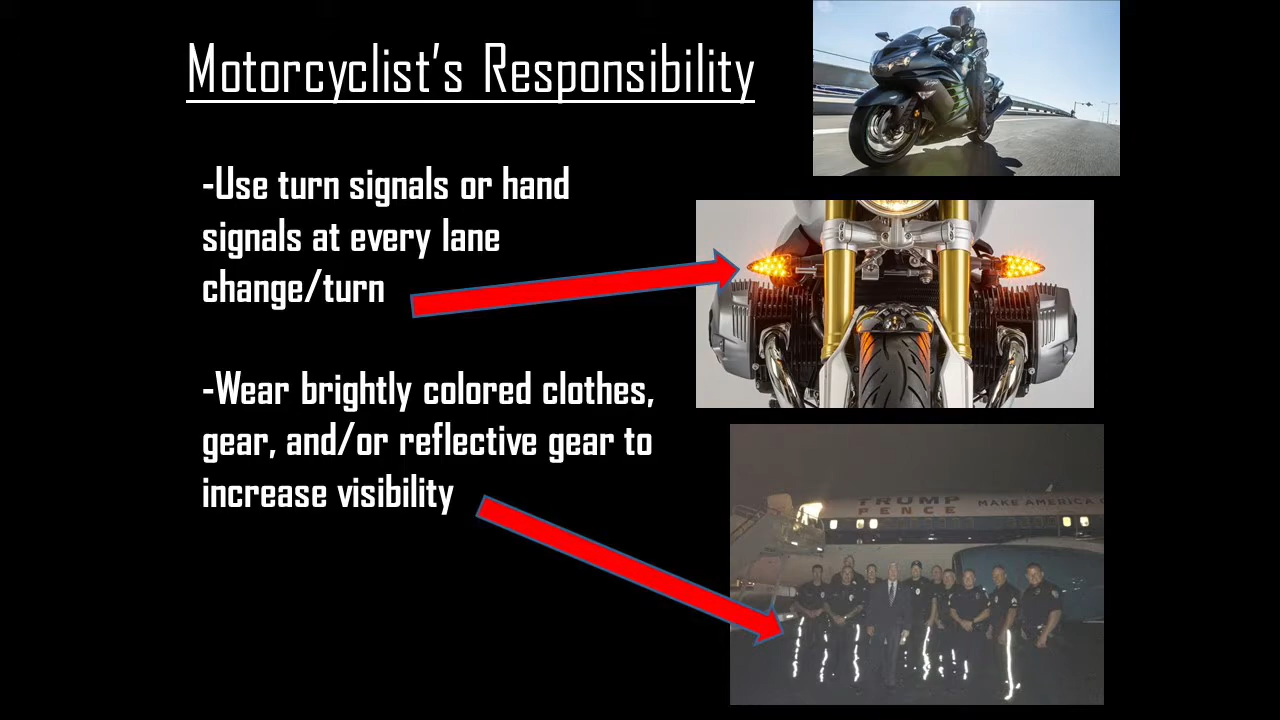 Motorcyclist's Responsibility
-Use turn signals or hand
signals at every lane
change/turn
-Wear brightly colored clothes,
gear, and/or reflective gear to
increase visibility
TRUMP
PENCE
MAKE AMERICA